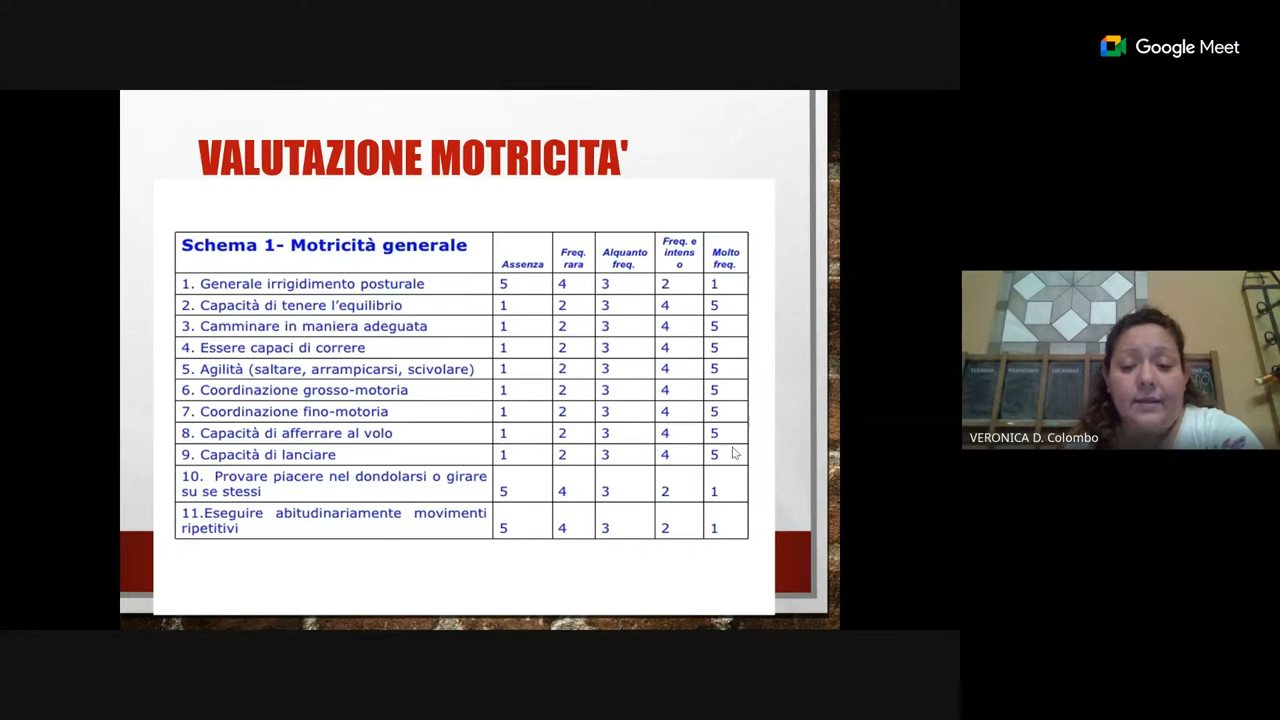 Google Meet
VALUTAZIONE MOTRICITA'
Schema 1- Motricità generale
Assenza
Freq. rara
Alquanto freq.
Freq. e intens o
Molto freq.
1. Generale irrigidimento posturale 5 4 3 2 1
2. Capacità di tenere l'equilibrio 1 2 3 4 5
3. Camminare in maniera adeguata 1 2 3 4 5
4. Essere capaci di correre 1 2 3 4 5
5. Agilità (saltare, arrampicarsi, scivolare) 1 2 3 4 5
6. Coordinazione grosso-motoria 1 2 3 4 5
7. Coordinazione fino-motoria 1 2 3 4 5
8. Capacità di afferrare al volo 1 2 3 4 5
9. Capacità di lanciare 1 2 3 4 5
10. Provare piacere nel dondolarsi o girare
su se stessi 5 4 3 2 1
11.Eseguire abitudinariamente movimenti
ripetitivi 5 4 3 2 1
VERONICA D. Colombo